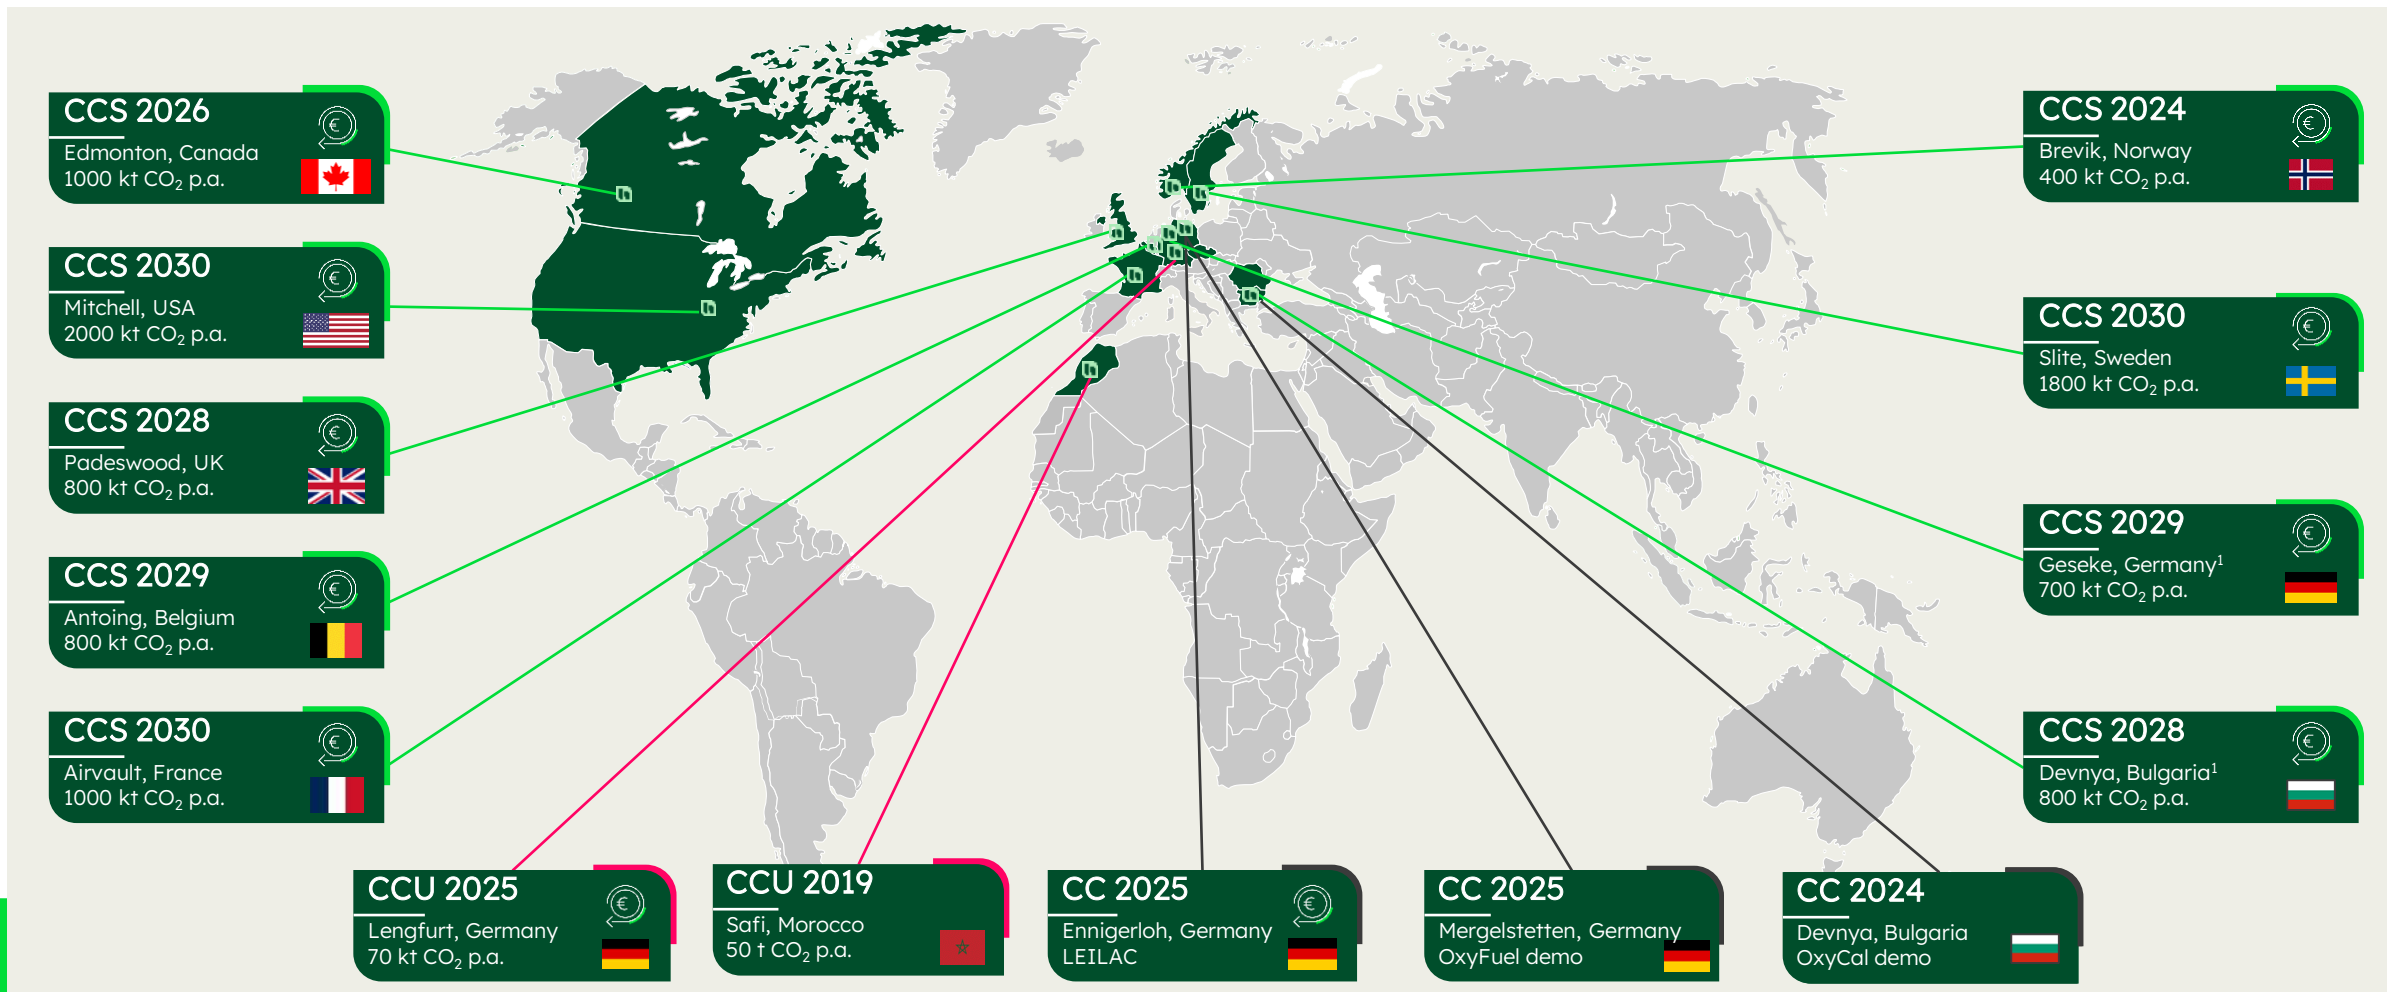 CCS 2026
Edmonton, Canada
1000 kt CO₂ p.a.
€
CCS 2030
Mitchell, USA
2000 kt CO₂ p.a.
€
CCS 2028
Padeswood, UK
800 kt CO₂ p.a.
€
CCS 2029
Antoing, Belgium
800 kt CO₂ p.a.
€
CCS 2030
Airvault, France
1000 kt CO₂ p.a.
€
CCS 2024
Brevik, Norway
400 kt CO₂ p.a.
€
CCS 2030
Slite, Sweden
1800 kt CO₂ p.a.
€
CCS 2029
Geseke, Germany¹
700 kt CO₂ p.a.
€
CCS 2028
Devnya, Bulgaria¹
800 kt CO₂ p.a.
€
CCU 2025
Lengfurt, Germany
70 kt CO₂ p.a.
€
CCU 2019
Safi, Morocco
50 t CO₂ p.a.
CC 2025
Ennigerloh, Germany
LEILAC
€
CC 2025
Mergelstetten, Germany
OxyFuel demo
CC 2024
Devnya, Bulgaria
OxyCal demo